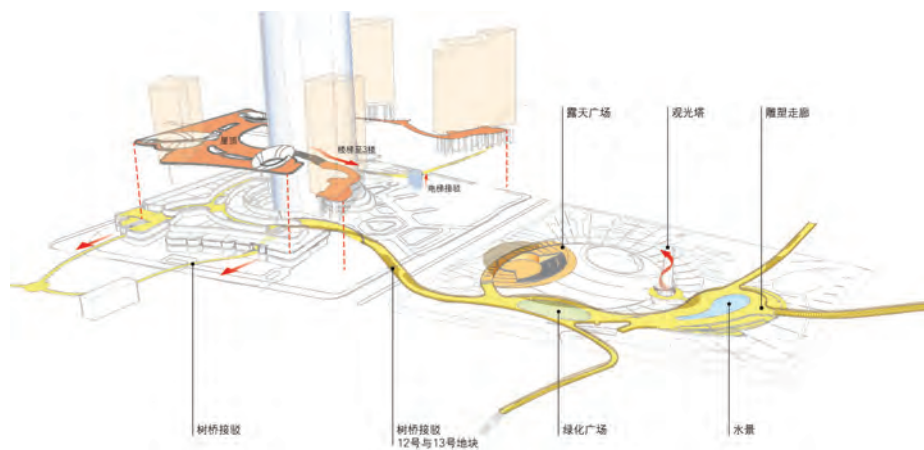 露天广场
观光塔
雕塑走廊
屋顶
楼梯至3楼
电梯接驳
树桥接驳
树桥接驳
12号与13号地块
绿化广场
水景